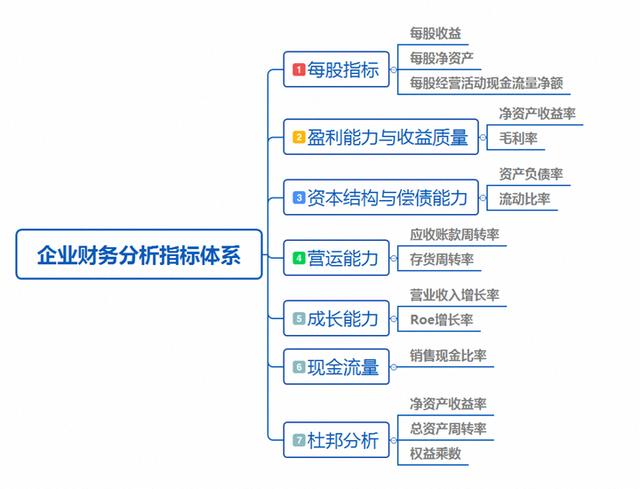 企业财务分析指标体系
1 每股指标
每股收益
每股净资产
每股经营活动现金流量净额
2 盈利能力与收益质量
净资产收益率
毛利率
3 资本结构与偿债能力
资产负债率
流动比率
4 营运能力
应收账款周转率
存货周转率
5 成长能力
营业收入增长率
Roe增长率
6 现金流量
销售现金比率
7 杜邦分析
净资产收益率
总资产周转率
权益乘数